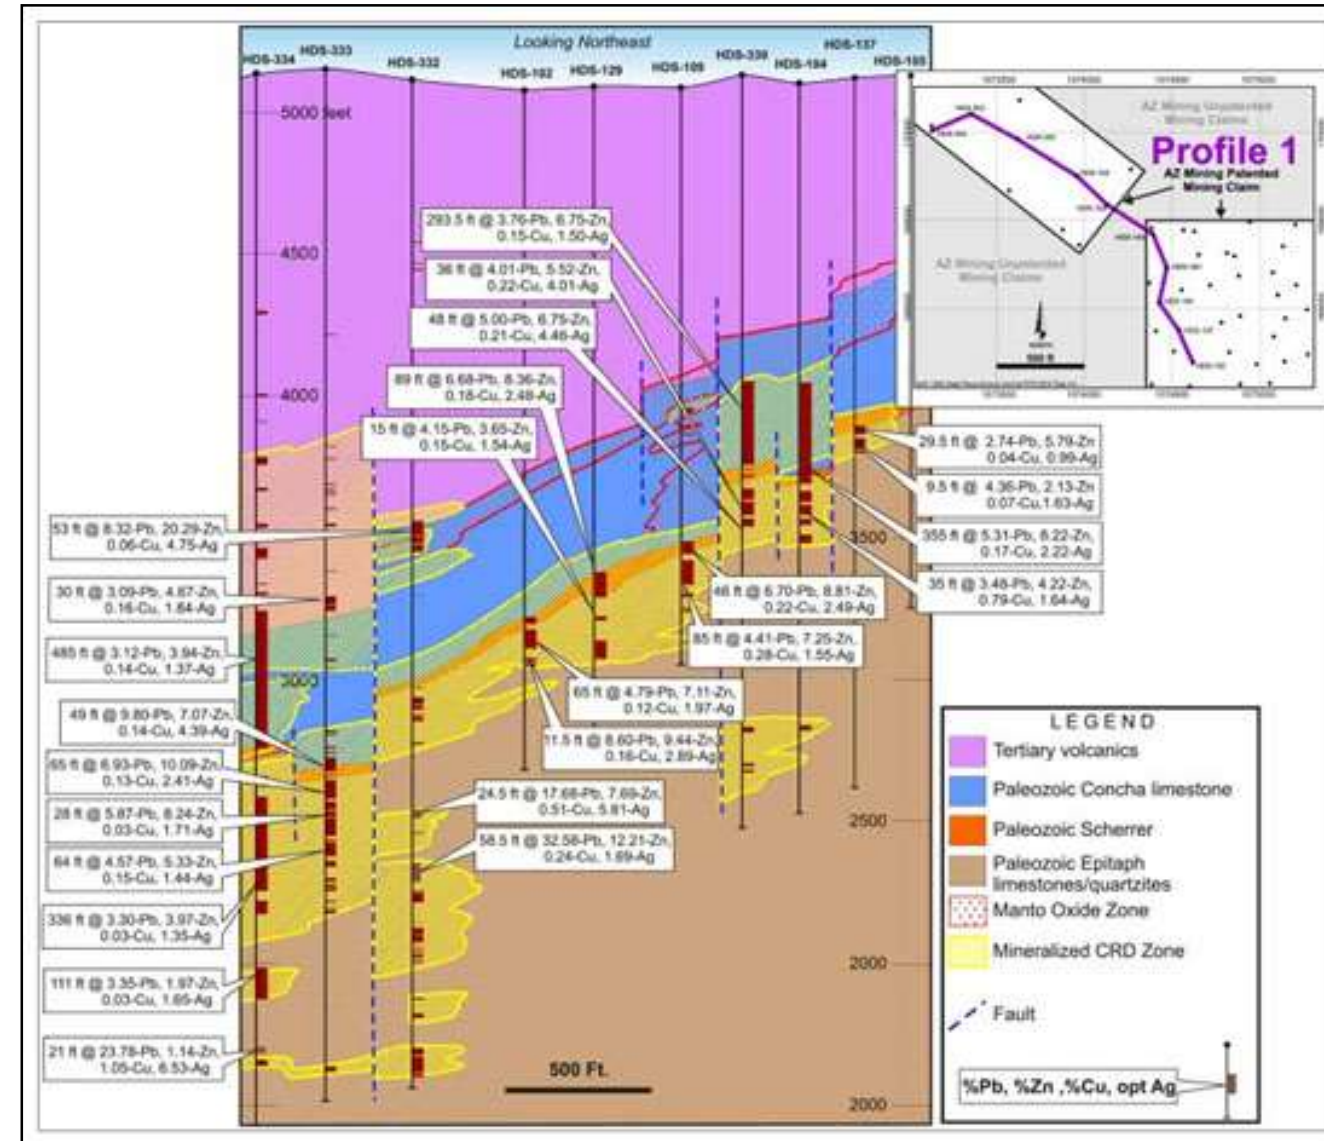 Looking Northeast
HDS-334
HDS-333
HDS-332
HDS-102
HDS-129
HDS-109
HDS-339
HDS-104
HDS-137
HDS-103
5000 feet
4500
4000
3500
3000
2500
2000
2000
293.5 ft @ 3.76-Pb, 6.75-Zn,
0.15-Cu, 1.50-Ag
36 ft @ 4.01-Pb, 5.52-Zn,
0.22-Cu, 4.01-Ag
48 ft @ 5.00-Pb, 6.75-Zn,
0.21-Cu, 4.46-Ag
89 ft @ 6.68-Pb, 8.36-Zn,
0.18-Cu, 2.48-Ag
15 ft @ 4.15-Pb, 3.65-Zn,
0.15-Cu, 1.54-Ag
53 ft @ 8.32-Pb, 20.29-Zn,
0.06-Cu, 4.75-Ag
30 ft @ 3.09-Pb, 4.67-Zn,
0.16-Cu, 1.64-Ag
485 ft @ 3.12-Pb, 3.94-Zn,
0.14-Cu, 1.37-Ag
49 ft @ 9.80-Pb, 7.07-Zn,
0.14-Cu, 4.39-Ag
65 ft @ 6.93-Pb, 10.09-Zn,
0.13-Cu, 2.41-Ag
28 ft @ 5.87-Pb, 8.24-Zn,
0.03-Cu, 1.71-Ag
64 ft @ 4.57-Pb, 5.33-Zn,
0.15-Cu, 1.44-Ag
336 ft @ 3.30-Pb, 3.97-Zn,
0.03-Cu, 1.35-Ag
111 ft @ 3.35-Pb, 1.97-Zn,
0.03-Cu, 1.65-Ag
21 ft @ 23.78-Pb, 1.14-Zn,
1.05-Cu, 6.53-Ag
29.5 ft @ 2.74-Pb, 5.79-Zn
0.04-Cu, 0.99-Ag
9.5 ft @ 4.36-Pb, 2.13-Zn
0.07-Cu, 1.63-Ag
355 ft @ 5.31-Pb, 6.22-Zn,
0.17-Cu, 2.22-Ag
35 ft @ 3.48-Pb, 4.22-Zn,
0.79-Cu, 1.64-Ag
46 ft @ 6.70-Pb, 8.81-Zn,
0.22-Cu, 2.49-Ag
85 ft @ 4.41-Pb, 7.25-Zn,
0.28-Cu, 1.55-Ag
65 ft @ 4.79-Pb, 7.11-Zn,
0.12-Cu, 1.97-Ag
11.5 ft @ 8.60-Pb, 9.44-Zn,
0.16-Cu, 2.89-Ag
24.5 ft @ 17.68-Pb, 7.69-Zn,
0.51-Cu, 5.81-Ag
58.5 ft @ 32.58-Pb, 12.21-Zn,
0.24-Cu, 1.69-Ag
500 Ft.
AZ Mining Unpatented
Mining Claims
Profile 1
AZ Mining Patented
Mining Claim
AZ Mining Unpatented
Mining Claims
500 ft
LEGEND
Tertiary volcanics
Paleozoic Concha limestone
Paleozoic Scherrer
Paleozoic Epitaph
limestones/quartzites
Manto Oxide Zone
Mineralized CRD Zone
Fault
%Pb, %Zn ,%Cu, opt Ag